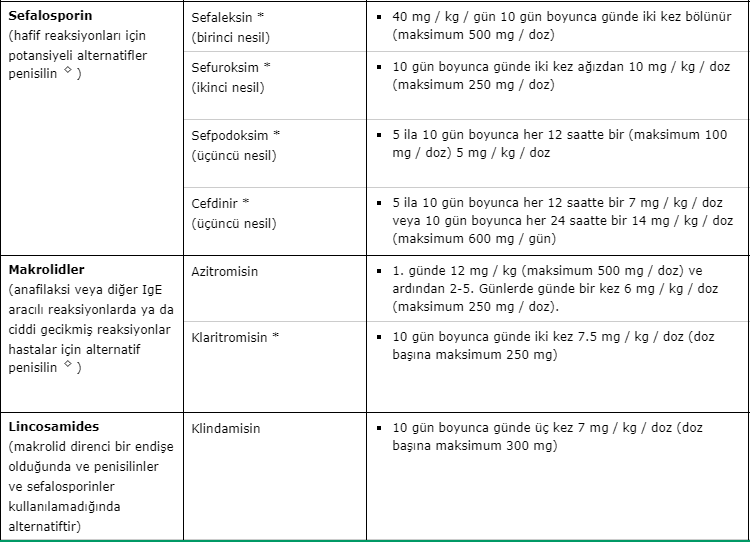 Sefalosporin
(hafif reaksiyonları için
potansiyeli alternatifler
penisilin ◇ )
Sefaleksin *
(birinci nesil)
▪ 40 mg / kg / gün 10 gün boyunca günde iki kez bölünür
(maksimum 500 mg / doz)
Sefuroksim *
(ikinci nesil)
▪ 10 gün boyunca günde iki kez ağızdan 10 mg / kg / doz
(maksimum 250 mg / doz)
Sefpodoksim *
(üçüncü nesil)
▪ 5 ila 10 gün boyunca her 12 saatte bir (maksimum 100
mg / doz) 5 mg / kg / doz
Cefdinir *
(üçüncü nesil)
▪ 5 ila 10 gün boyunca her 12 saatte bir 7 mg / kg / doz
veya 10 gün boyunca her 24 saatte bir 14 mg / kg / doz
(maksimum 600 mg / gün)
Makrolidler
(anafilaksi veya diğer IgE
aracılı reaksiyonlarda ya da
ciddi gecikmiş reaksiyonlar
hastalar için alternatif
penisilin ◇ )
Azitromisin
▪ 1. günde 12 mg / kg (maksimum 500 mg / doz) ve
ardından 2-5. Günlerde günde bir kez 6 mg / kg / doz
(maksimum 250 mg / doz).
Klaritromisin *
▪ 10 gün boyunca günde iki kez 7.5 mg / kg / doz (doz
başına maksimum 250 mg)
Lincosamides
(makrolid direnci bir endişe
olduğunda ve penisilinler
ve sefalosporinler
kullanılamadığında
alternatiftir)
Klindamisin
▪ 10 gün boyunca günde üç kez 7 mg / kg / doz (doz
başına maksimum 300 mg)